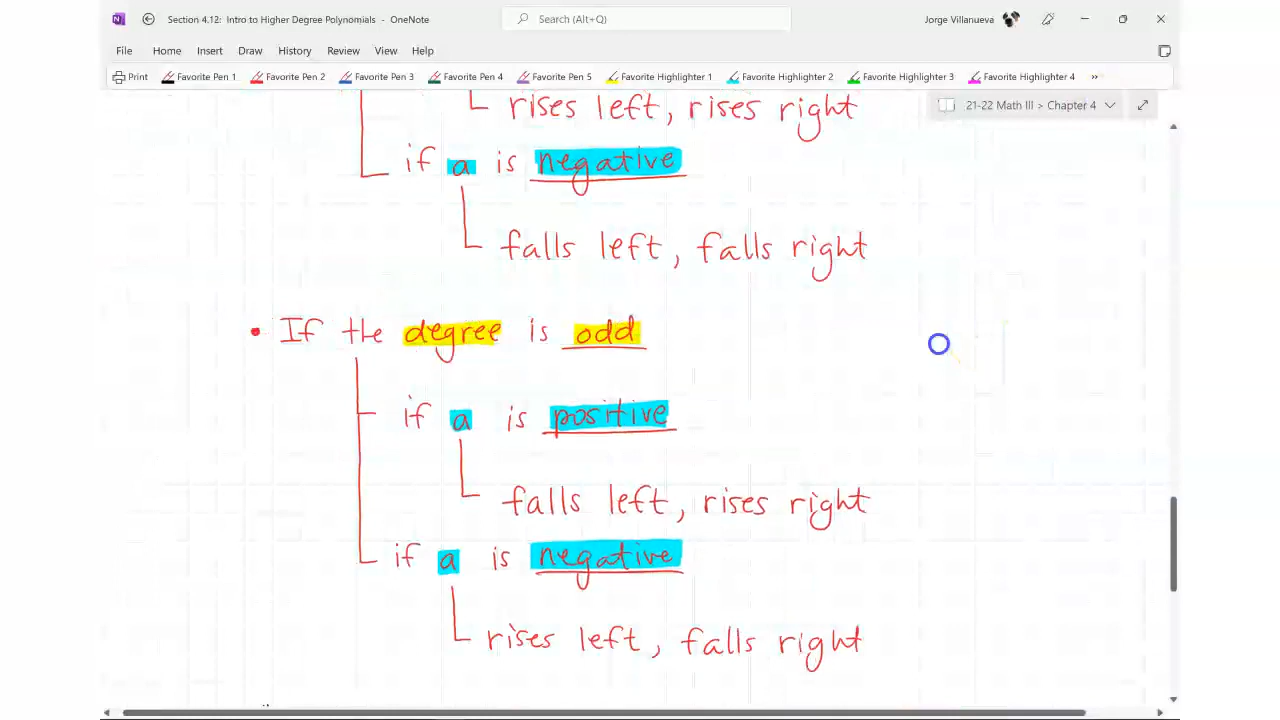 Section 4.12: Intro to Higher Degree Polynomials - OneNote
Search (Alt+Q)
Jorge Villanueva
File Home Insert Draw History Review View Help
Print Favorite Pen 1 Favorite Pen 2 Favorite Pen 3 Favorite Pen 4 Favorite Pen 5 Favorite Highlighter 1 Favorite Highlighter 2 Favorite Highlighter 3 Favorite Highlighter 4
21-22 Math III > Chapter 4
rises left, rises right
if a is negative
falls left, falls right
• If the degree is odd
if a is positive
falls left, rises right
if a is negative
rises left, falls right